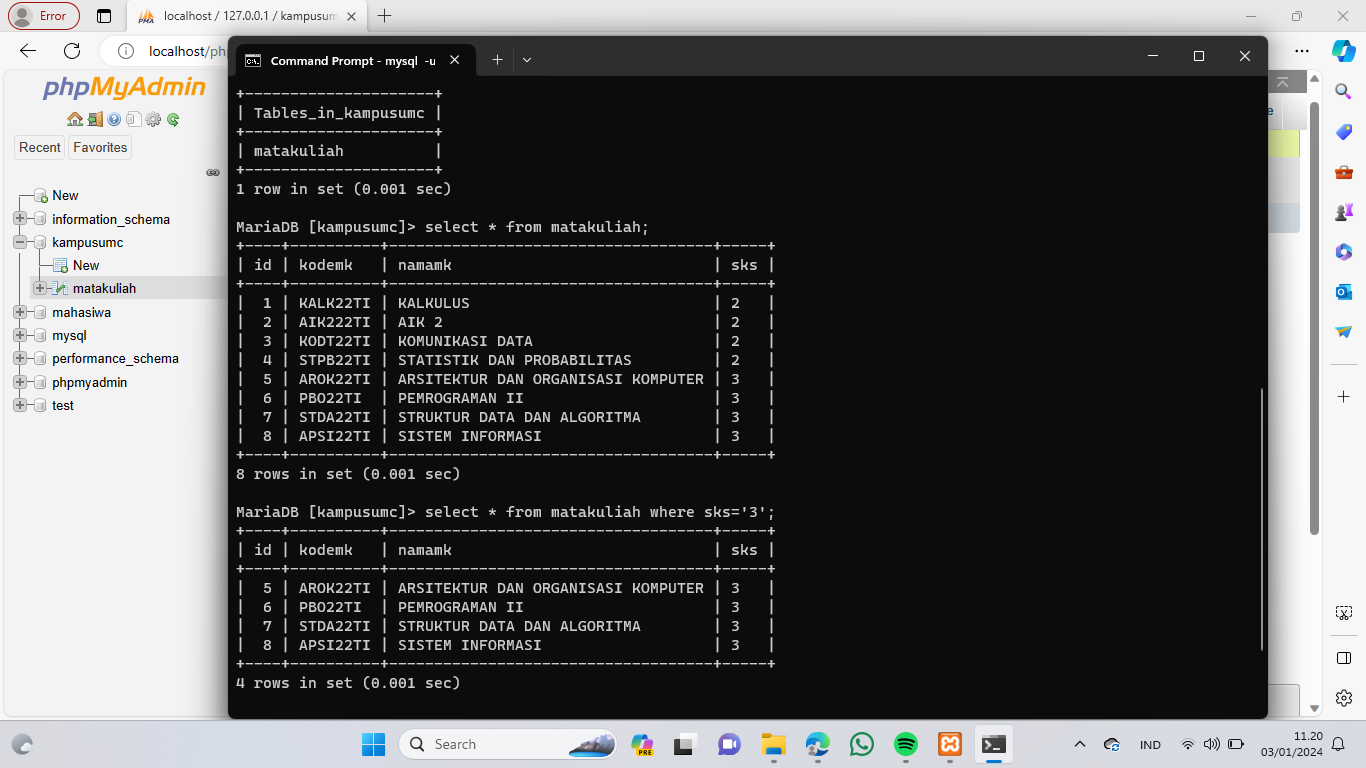 Error
localhost / 127.0.0.1 / kampusum
localhost/ph
phpMyAdmin
Recent
Favorites
New
information_schema
kampusumc
New
matakuliah
mahasiwa
mysql
performance_schema
phpmyadmin
test
Command Prompt - mysql -u
+---------------------+
| Tables_in_kampusumc |
+---------------------+
| matakuliah          |
+---------------------+
1 row in set (0.001 sec)
MariaDB [kampusumc]> select * from matakuliah;
+----+----------+------------------------------------+-----+
| id | kodemk   | namamk                             | sks |
+----+----------+------------------------------------+-----+
|  1 | KALK22TI | KALKULUS                           | 2   |
|  2 | AIK222TI | AIK 2                              | 2   |
|  3 | KODT22TI | KOMUNIKASI DATA                    | 2   |
|  4 | STPB22TI | STATISTIK DAN PROBABILITAS         | 2   |
|  5 | AROK22TI | ARSITEKTUR DAN ORGANISASI KOMPUTER | 3   |
|  6 | PBO22TI  | PEMROGRAMAN II                     | 3   |
|  7 | STDA22TI | STRUKTUR DATA DAN ALGORITMA        | 3   |
|  8 | APSI22TI | SISTEM INFORMASI                   | 3   |
+----+----------+------------------------------------+-----+
8 rows in set (0.001 sec)
MariaDB [kampusumc]> select * from matakuliah where sks='3';
+----+----------+------------------------------------+-----+
| id | kodemk   | namamk                             | sks |
+----+----------+------------------------------------+-----+
|  5 | AROK22TI | ARSITEKTUR DAN ORGANISASI KOMPUTER | 3   |
|  6 | PBO22TI  | PEMROGRAMAN II                     | 3   |
|  7 | STDA22TI | STRUKTUR DATA DAN ALGORITMA        | 3   |
|  8 | APSI22TI | SISTEM INFORMASI                   | 3   |
+----+----------+------------------------------------+-----+
4 rows in set (0.001 sec)
Search
PRE
IND
11.20
03/01/2024